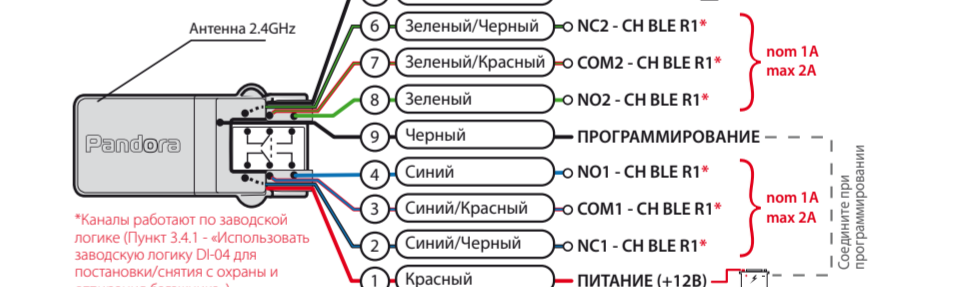 Антенна 2.4GHz
6 Зеленый/Черный NC2 - CH BLE R1*
7 Зеленый/Красный COM2 - CH BLE R1*
8 Зеленый NO2 - CH BLE R1*
nom 1A
max 2A
Pandora
9 Черный ПРОГРАММИРОВАНИЕ
4 Синий NO1 - CH BLE R1*
3 Синий/Красный COM1 - CH BLE R1*
2 Синий/Черный NC1 - CH BLE R1*
nom 1A
max 2A
1 Красный ПИТАНИЕ (+12В)
Соедините при
программировании
*Каналы работают по заводской
логике (Пункт 3.4.1 - «Использовать
заводскую логику DI-04 для
постановки/снятия с охраны и